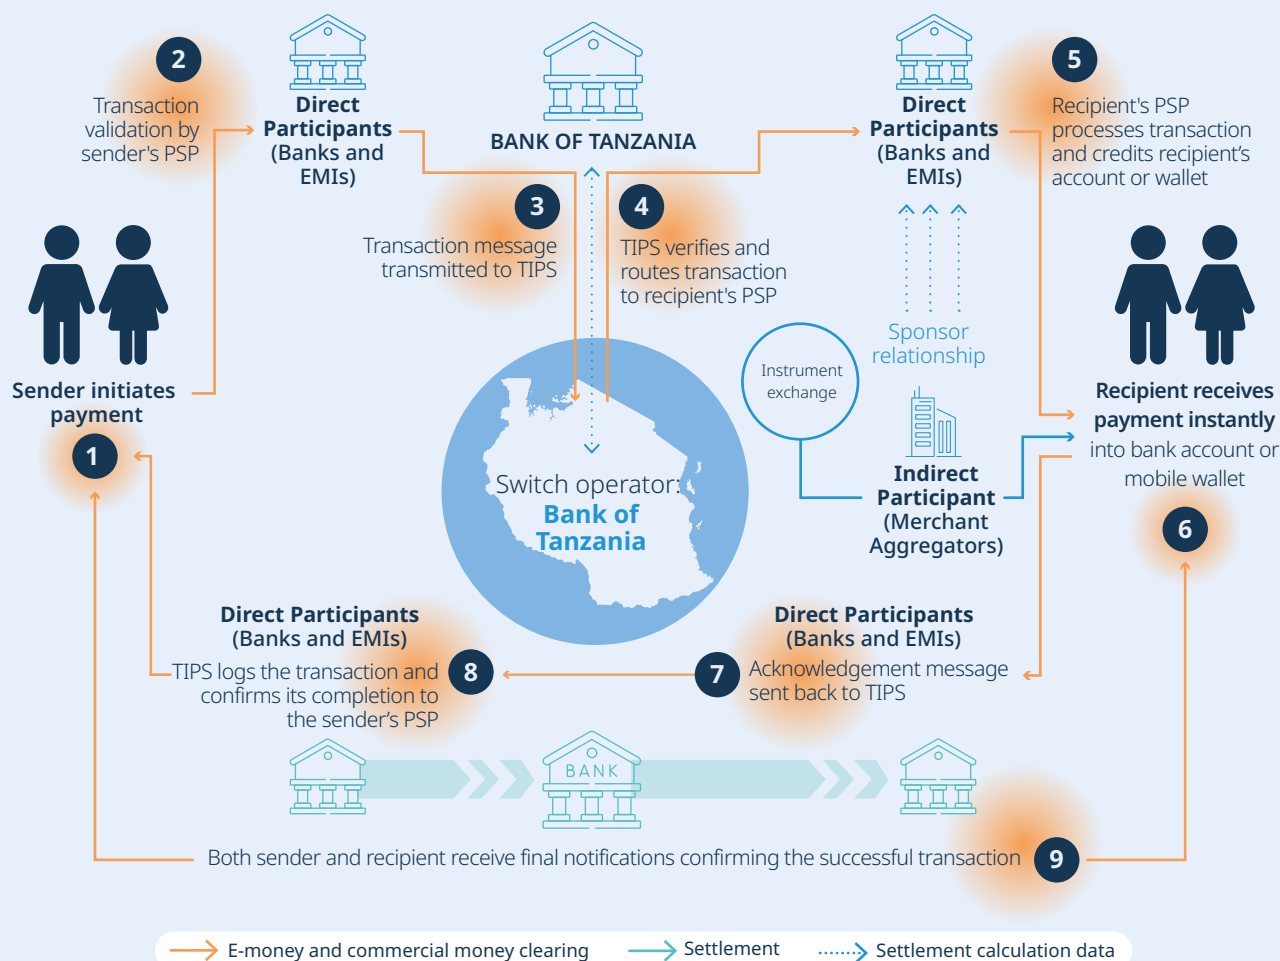 2
Transaction
validation by
sender's PSP
Direct
Participants
(Banks and
EMIs)
BANK OF TANZANIA
Direct
Participants
(Banks and
EMIs)
5
Recipient's PSP
processes transaction
and credits recipient’s
account or wallet
3
Transaction message
transmitted to TIPS
4
TIPS verifies and
routes transaction
to recipient's PSP
Sender initiates
payment
1
Sponsor
relationship
Instrument
exchange
Indirect
Participant
(Merchant
Aggregators)
Recipient receives
payment instantly
into bank account or
mobile wallet
6
Switch operator:
Bank of
Tanzania
Direct Participants
(Banks and EMIs)
TIPS logs the transaction and
confirms its completion to
the sender’s PSP
8
7
Direct Participants
(Banks and EMIs)
Acknowledgement message
sent back to TIPS
BANK
Both sender and recipient receive final notifications confirming the successful transaction
9
E-money and commercial money clearing
Settlement
Settlement calculation data